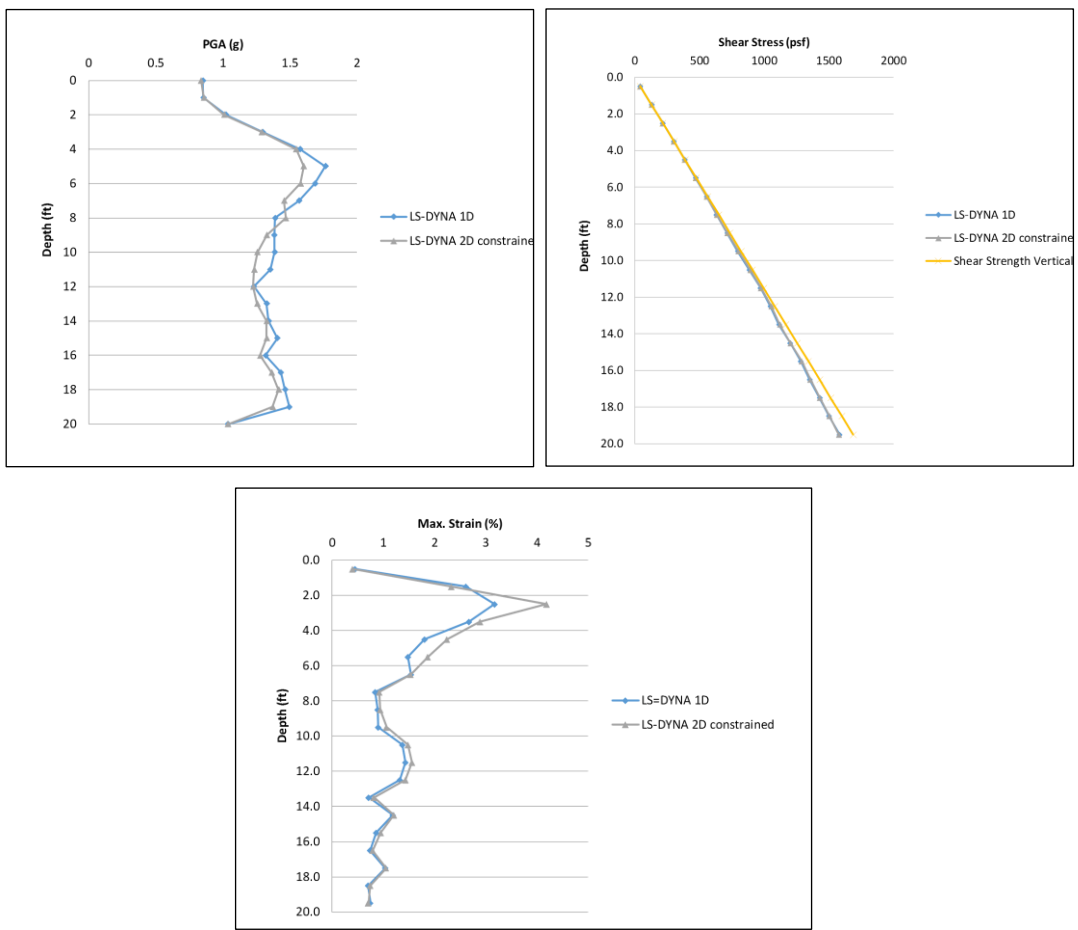 PGA (g)
0 0.5 1 1.5 2
0
2
4
6
8
10
12
14
16
18
20
Depth (ft)
LS-DYNA 1D
LS-DYNA 2D constraine
Shear Stress (psf)
0 500 1000 1500 2000
0.0
2.0
4.0
6.0
8.0
10.0
12.0
14.0
16.0
18.0
20.0
Depth (ft)
LS-DYNA 1D
LS-DYNA 2D constraine
Shear Strength Vertical
Max. Strain (%)
0 1 2 3 4 5
0.0
2.0
4.0
6.0
8.0
10.0
12.0
14.0
16.0
18.0
20.0
Depth (ft)
LS=DYNA 1D
LS-DYNA 2D constrained